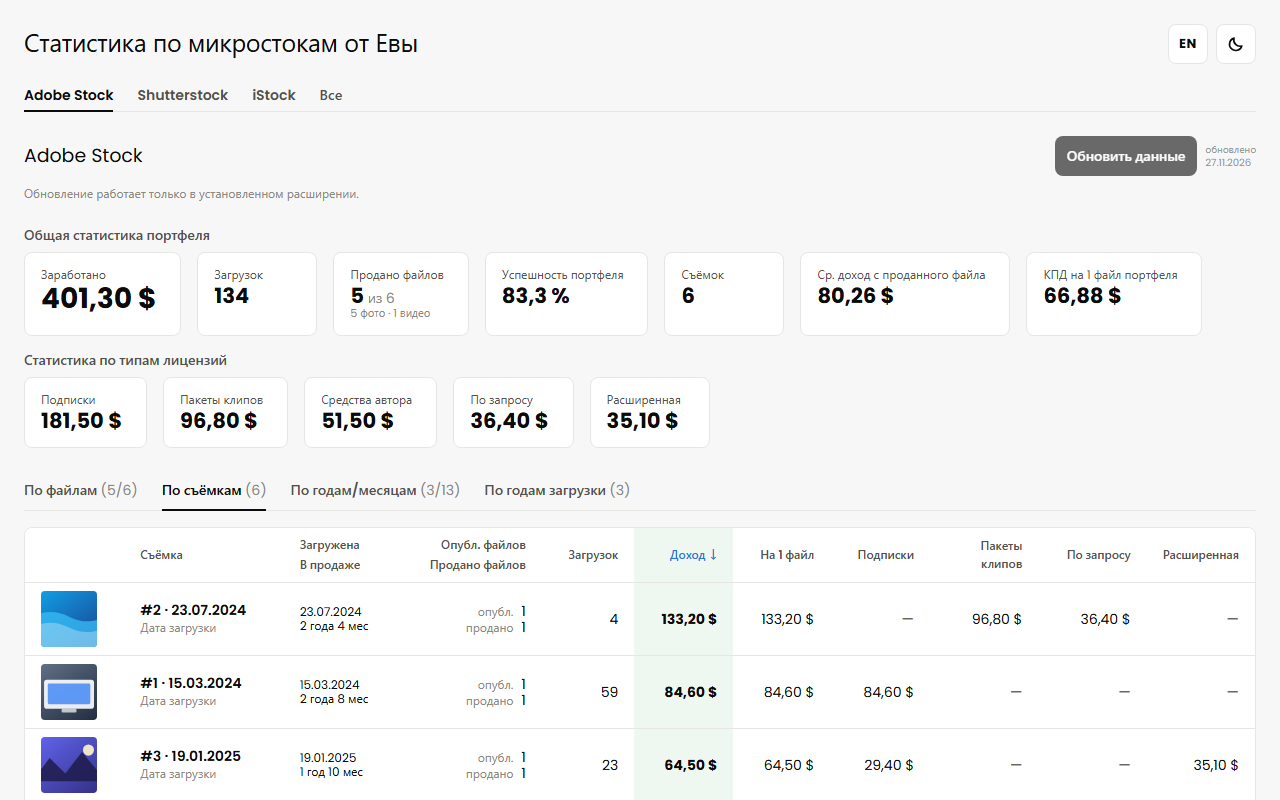 Статистика по микростокам от Евы
EN
Adobe Stock Shutterstock iStock Все
Adobe Stock
Обновить данные
обновлено
27.11.2026
Обновление работает только в установленном расширении.
Общая статистика портфеля
Заработано
401,30 $
Загрузок
134
Продано файлов
5 из 6
5 фото · 1 видео
Успешность портфеля
83,3 %
Съёмок
6
Ср. доход с проданного файла
80,26 $
КПД на 1 файл портфеля
66,88 $
Статистика по типам лицензий
Подписки
181,50 $
Пакеты клипов
96,80 $
Средства автора
51,50 $
По запросу
36,40 $
Расширенная
35,10 $
По файлам (5/6) По съёмкам (6) По годам/месяцам (3/13) По годам загрузки (3)
Съёмка
Загружена
В продаже
Опубл. файлов
Продано файлов
Загрузок
Доход ↓
На 1 файл
Подписки
Пакеты
клипов
По запросу
Расширенная
#2 · 23.07.2024
Дата загрузки
23.07.2024
2 года 4 мес
опубл. 1
продано 1
4
133,20 $
133,20 $
—
96,80 $
36,40 $
—
#1 · 15.03.2024
Дата загрузки
15.03.2024
2 года 8 мес
опубл. 1
продано 1
59
84,60 $
84,60 $
84,60 $
—
—
—
#3 · 19.01.2025
Дата загрузки
19.01.2025
1 год 10 мес
опубл. 1
продано 1
23
64,50 $
64,50 $
29,40 $
—
—
35,10 $